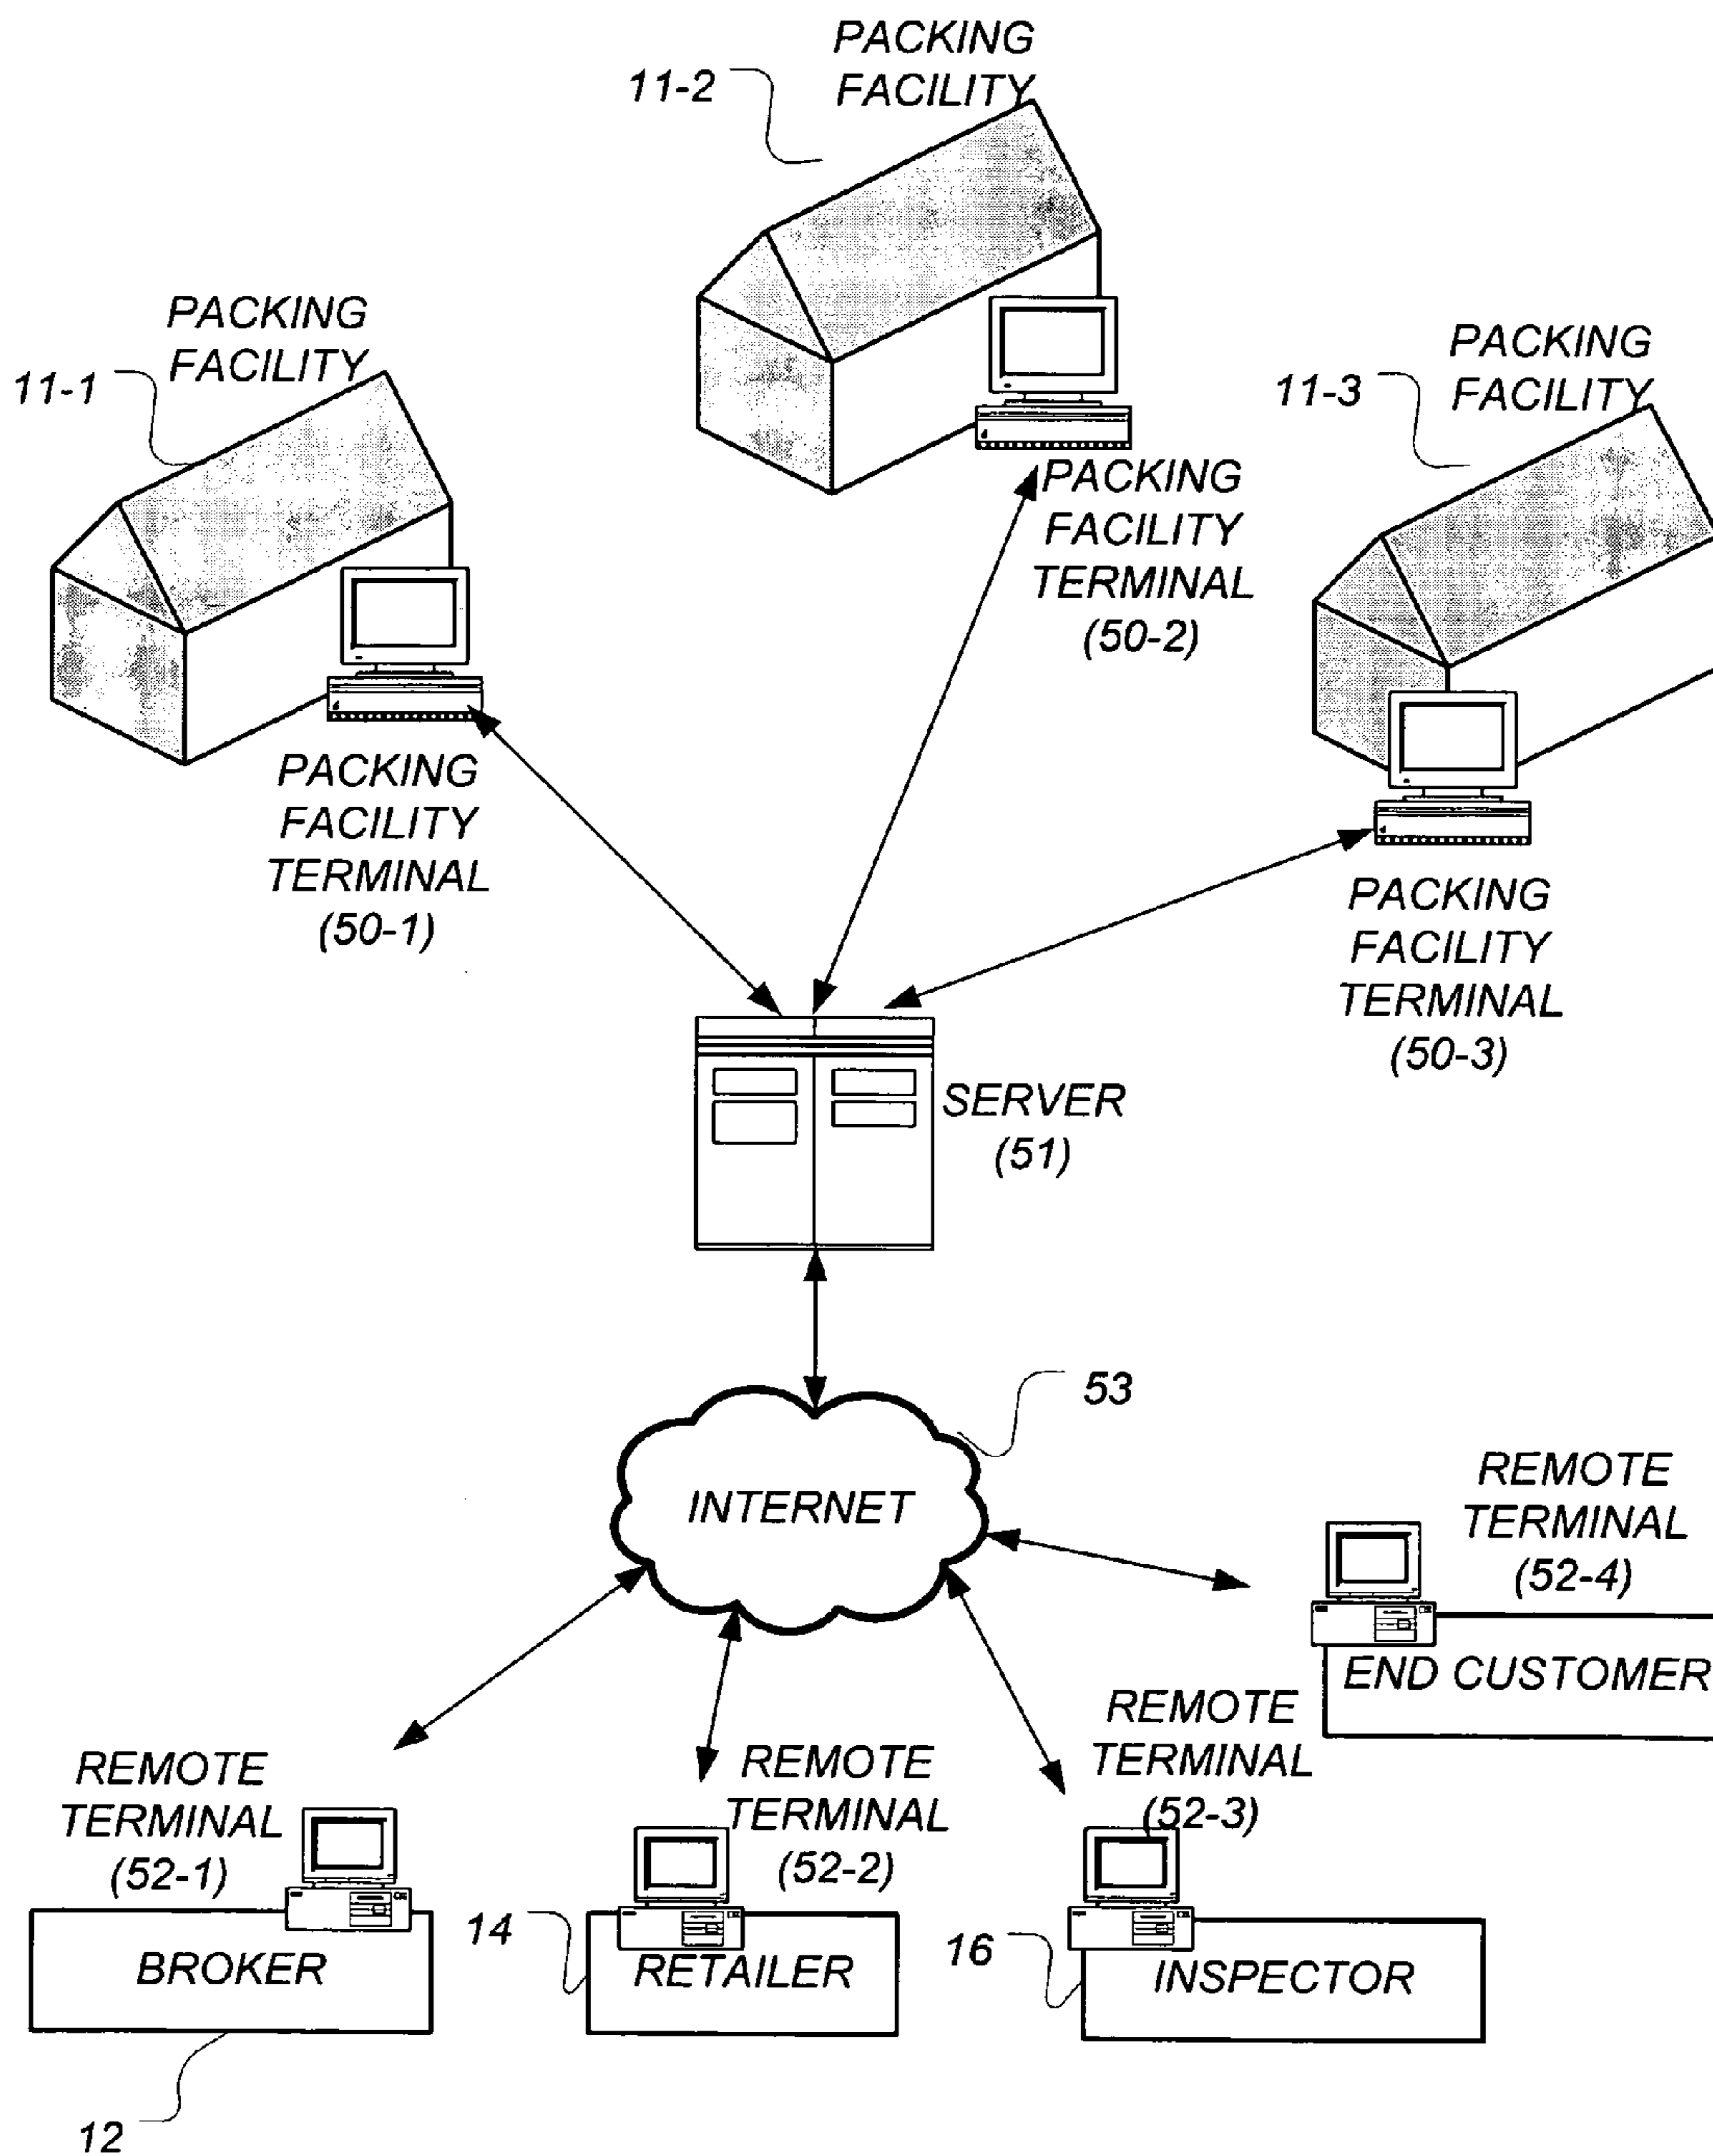 PACKING
FACILITY
11-2
PACKING
FACILITY
11-1
PACKING
FACILITY
11-3
PACKING
FACILITY
TERMINAL
(50-2)
PACKING
FACILITY
TERMINAL
(50-1)
PACKING
FACILITY
TERMINAL
(50-3)
SERVER
(51)
53
INTERNET
REMOTE
TERMINAL
(52-4)
END CUSTOMER
REMOTE
TERMINAL
(52-3)
REMOTE
TERMINAL
(52-1)
REMOTE
TERMINAL
(52-2)
14
16
BROKER
RETAILER
INSPECTOR
12